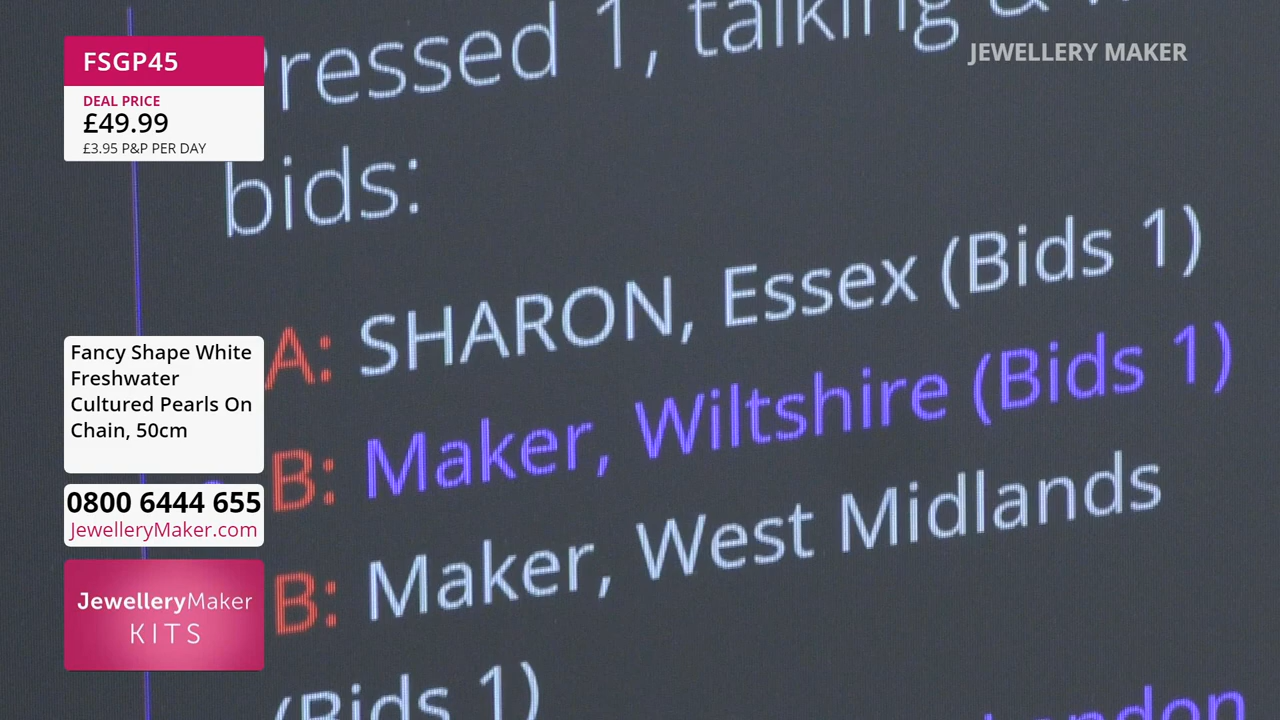 FSGP45
DEAL PRICE
£49.99
£3.95 P&P PER DAY
JEWELLERY MAKER
Pressed 1, talking &
bids:
A: SHARON, Essex (Bids 1)
B: Maker, Wiltshire (Bids 1)
B: Maker, West Midlands
(Bids 1)
Fancy Shape White
Freshwater
Cultured Pearls On
Chain, 50cm
0800 6444 655
JewelleryMaker.com
JewelleryMaker
KITS